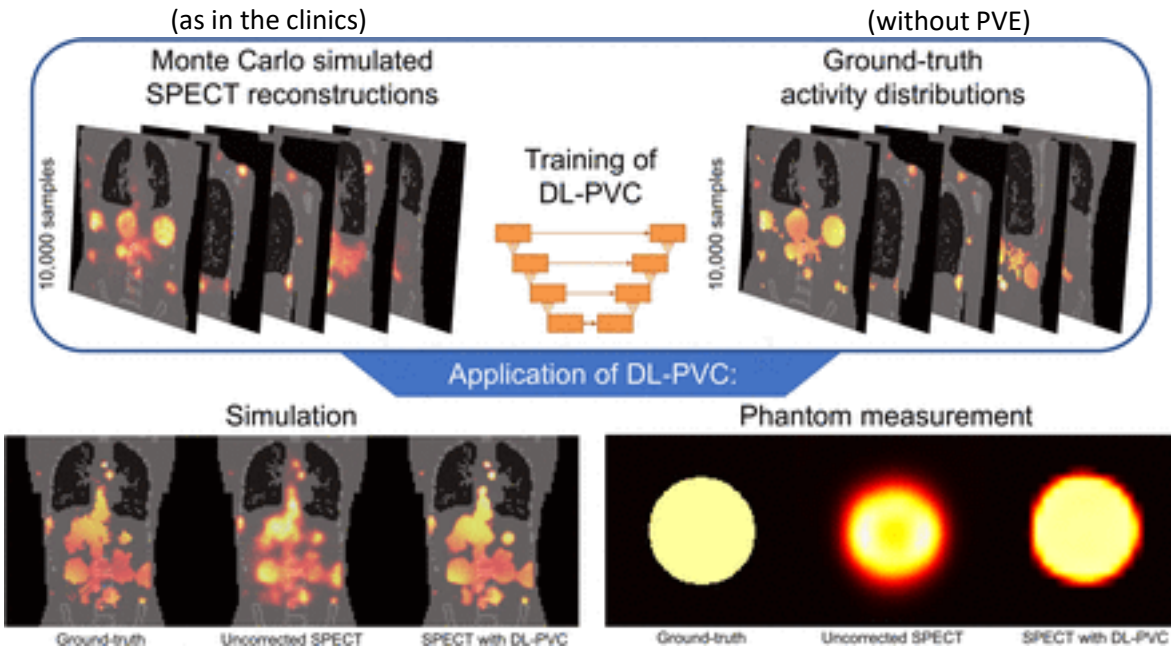 (as in the clinics)
(without PVE)
Monte Carlo simulated
SPECT reconstructions
Ground-truth
activity distributions
10,000 samples
Training of
DL-PVC
10,000 samples
Application of DL-PVC:
Simulation
Phantom measurement
Ground-truth
Uncorrected SPECT
SPECT with DL-PVC
Ground-truth
Uncorrected SPECT
SPECT with DL-PVC